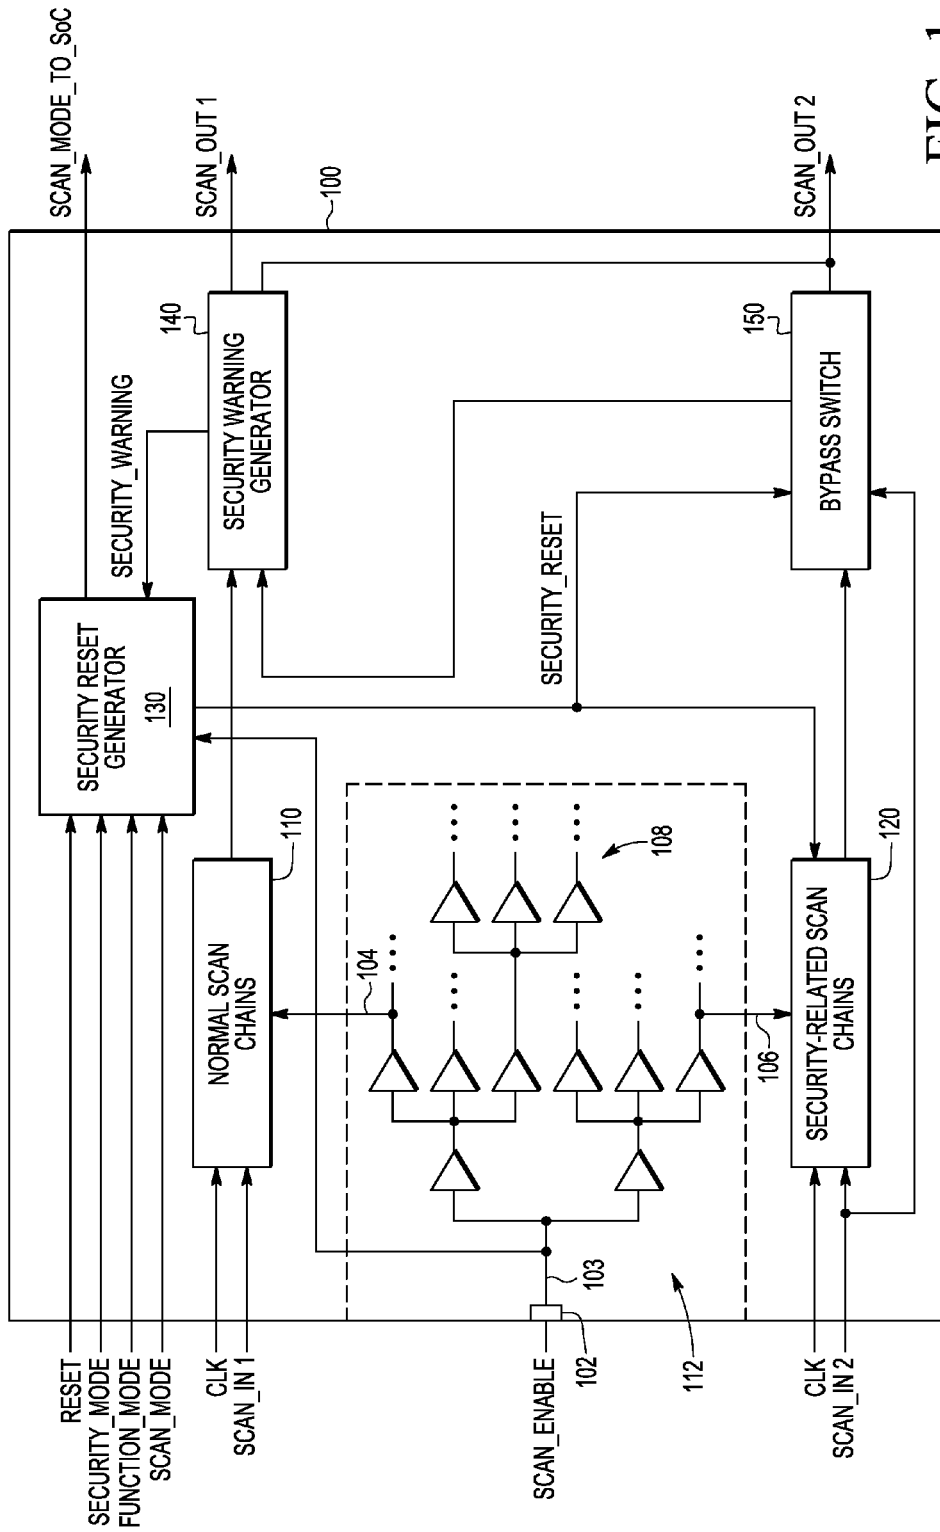 RESET
SECURITY_MODE
FUNCTION_MODE
SCAN_MODE
SECURITY RESET
GENERATOR
130
SECURITY_WARNING
SCAN_MODE_TO_SoC
CLK
SCAN_IN 1
NORMAL SCAN
CHAINS
110
SECURITY WARNING
GENERATOR
140
SCAN_OUT 1
100
104
108
SCAN_ENABLE
102
103
112
106
SECURITY_RESET
CLK
SCAN_IN 2
SECURITY-RELATED SCAN
CHAINS
120
BYPASS SWITCH
150
SCAN_OUT 2